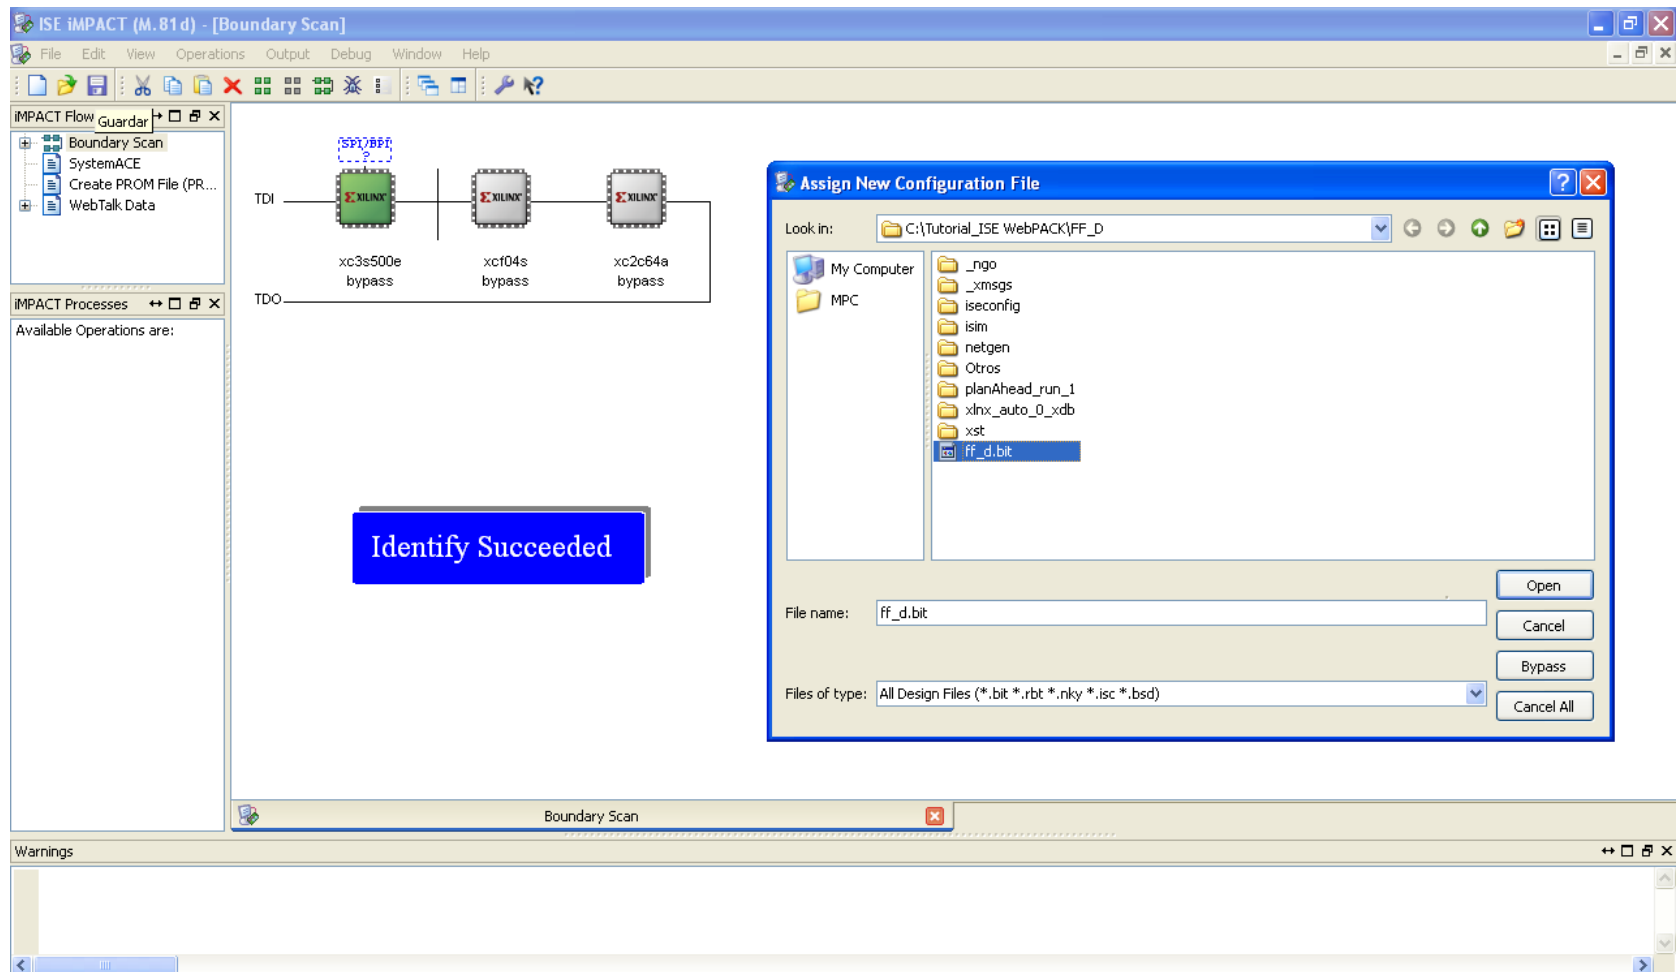 ISE iMPACT (M.81d) - [Boundary Scan]
File Edit View Operations Output Debug Window Help
iMPACT Flow
Guardar
Boundary Scan
SystemACE
Create PROM File (PR...
WebTalk Data
iMPACT Processes
Available Operations are:
SPI/BPI
?
TDI
XILINX XILINX XILINX
xc3s500e xcf04s xc2c64a
bypass bypass bypass
TDO
Identify Succeeded
Boundary Scan
Assign New Configuration File
Look in: C:\Tutorial_ISE WebPACK\FF_D
My Computer
MPC
_ngo
_xmsgs
iseconfig
isim
netgen
Otros
planAhead_run_1
xlnx_auto_0_xdb
xst
ff_d.bit
Open
File name: ff_d.bit
Cancel
Bypass
Files of type: All Design Files (*.bit *.rbt *.nky *.isc *.bsd)
Cancel All
Warnings